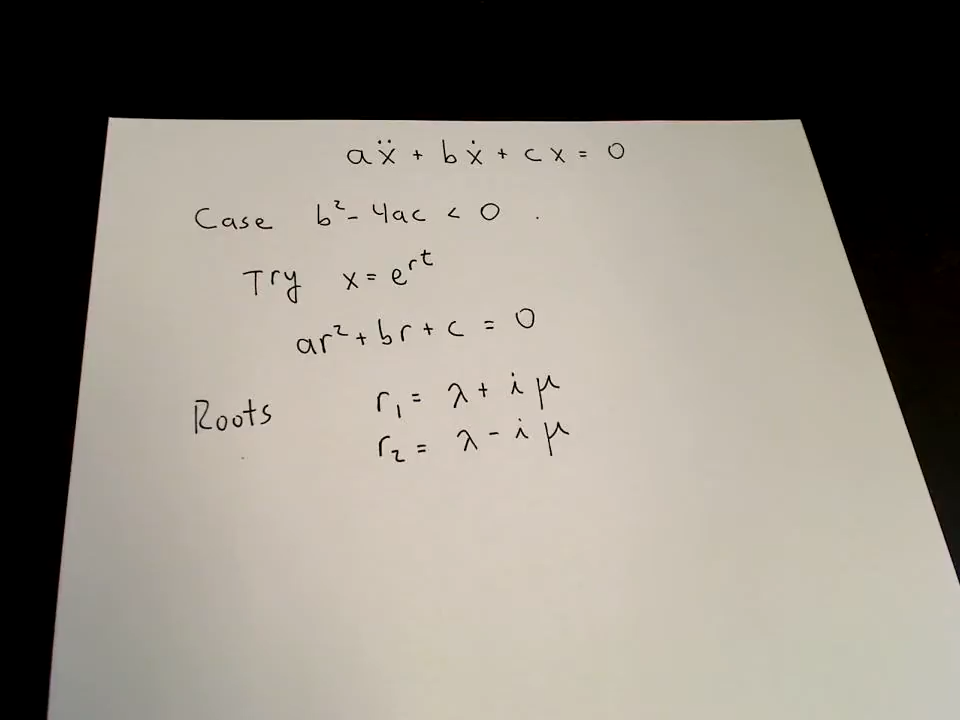 aẍ + bẋ + cx = 0
Case b² - 4ac < 0 .
Try x = e^{rt}
ar² + br + c = 0
Roots r₁ = λ + iμ
r₂ = λ - iμ